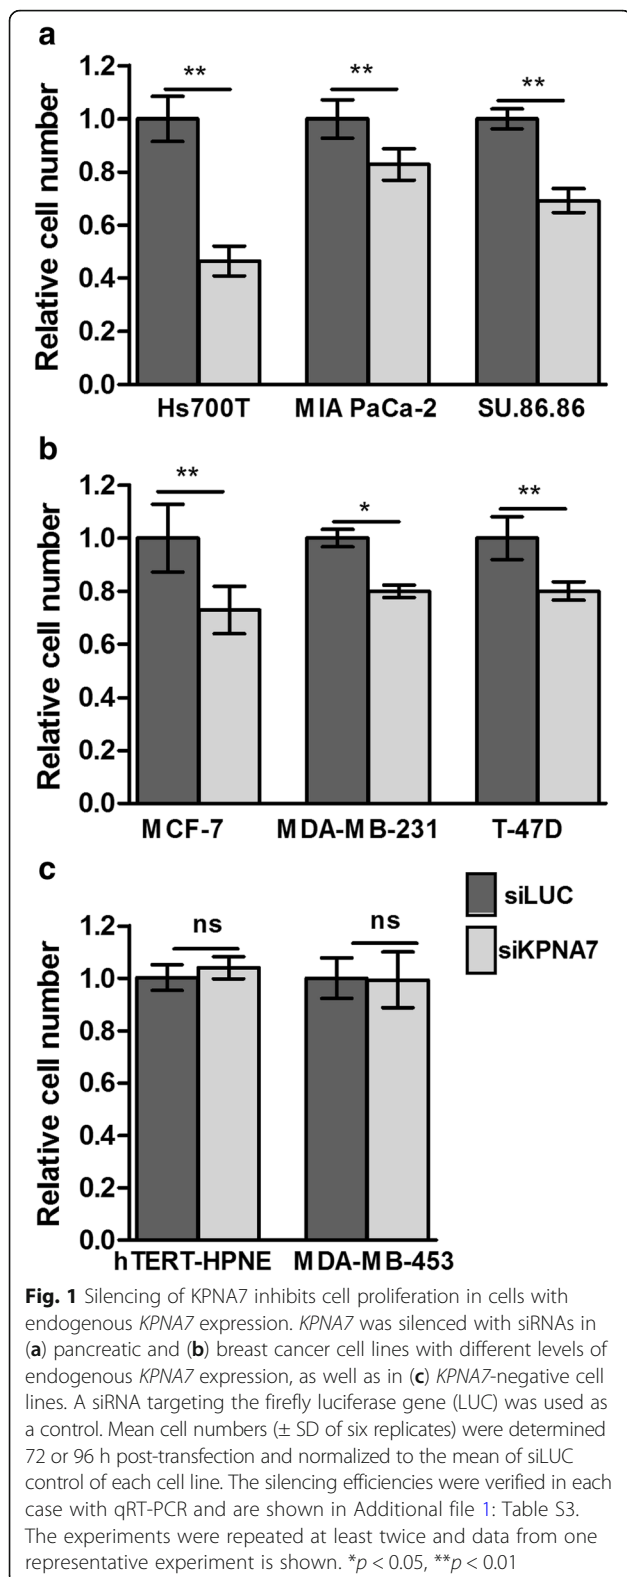 a
1.2
1.0
0.8
0.6
0.4
0.2
0.0
Relative cell number
** ** **
Hs700T MIA PaCa-2 SU.86.86
b
1.2
1.0
0.8
0.6
0.4
0.2
0.0
Relative cell number
** * **
MCF-7 MDA-MB-231 T-47D
c
1.2
1.0
0.8
0.6
0.4
0.2
0.0
Relative cell number
ns ns
hTERT-HPNE MDA-MB-453
siLUC
siKPNA7
Fig. 1 Silencing of KPNA7 inhibits cell proliferation in cells with
endogenous KPNA7 expression. KPNA7 was silenced with siRNAs in
(a) pancreatic and (b) breast cancer cell lines with different levels of
endogenous KPNA7 expression, as well as in (c) KPNA7-negative cell
lines. A siRNA targeting the firefly luciferase gene (LUC) was used as
a control. Mean cell numbers (± SD of six replicates) were determined
72 or 96 h post-transfection and normalized to the mean of siLUC
control of each cell line. The silencing efficiencies were verified in each
case with qRT-PCR and are shown in Additional file 1: Table S3.
The experiments were repeated at least twice and data from one
representative experiment is shown. *p < 0.05, **p < 0.01